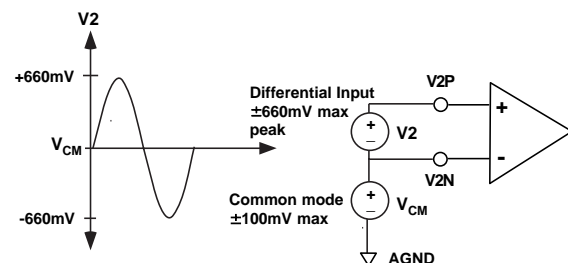 V2
+660mV
VCM
-660mV
Differential Input
±660mV max
peak
V2P
+
-
+
−
V2
V2N
Common mode
±100mV max
+
−
VCM
AGND